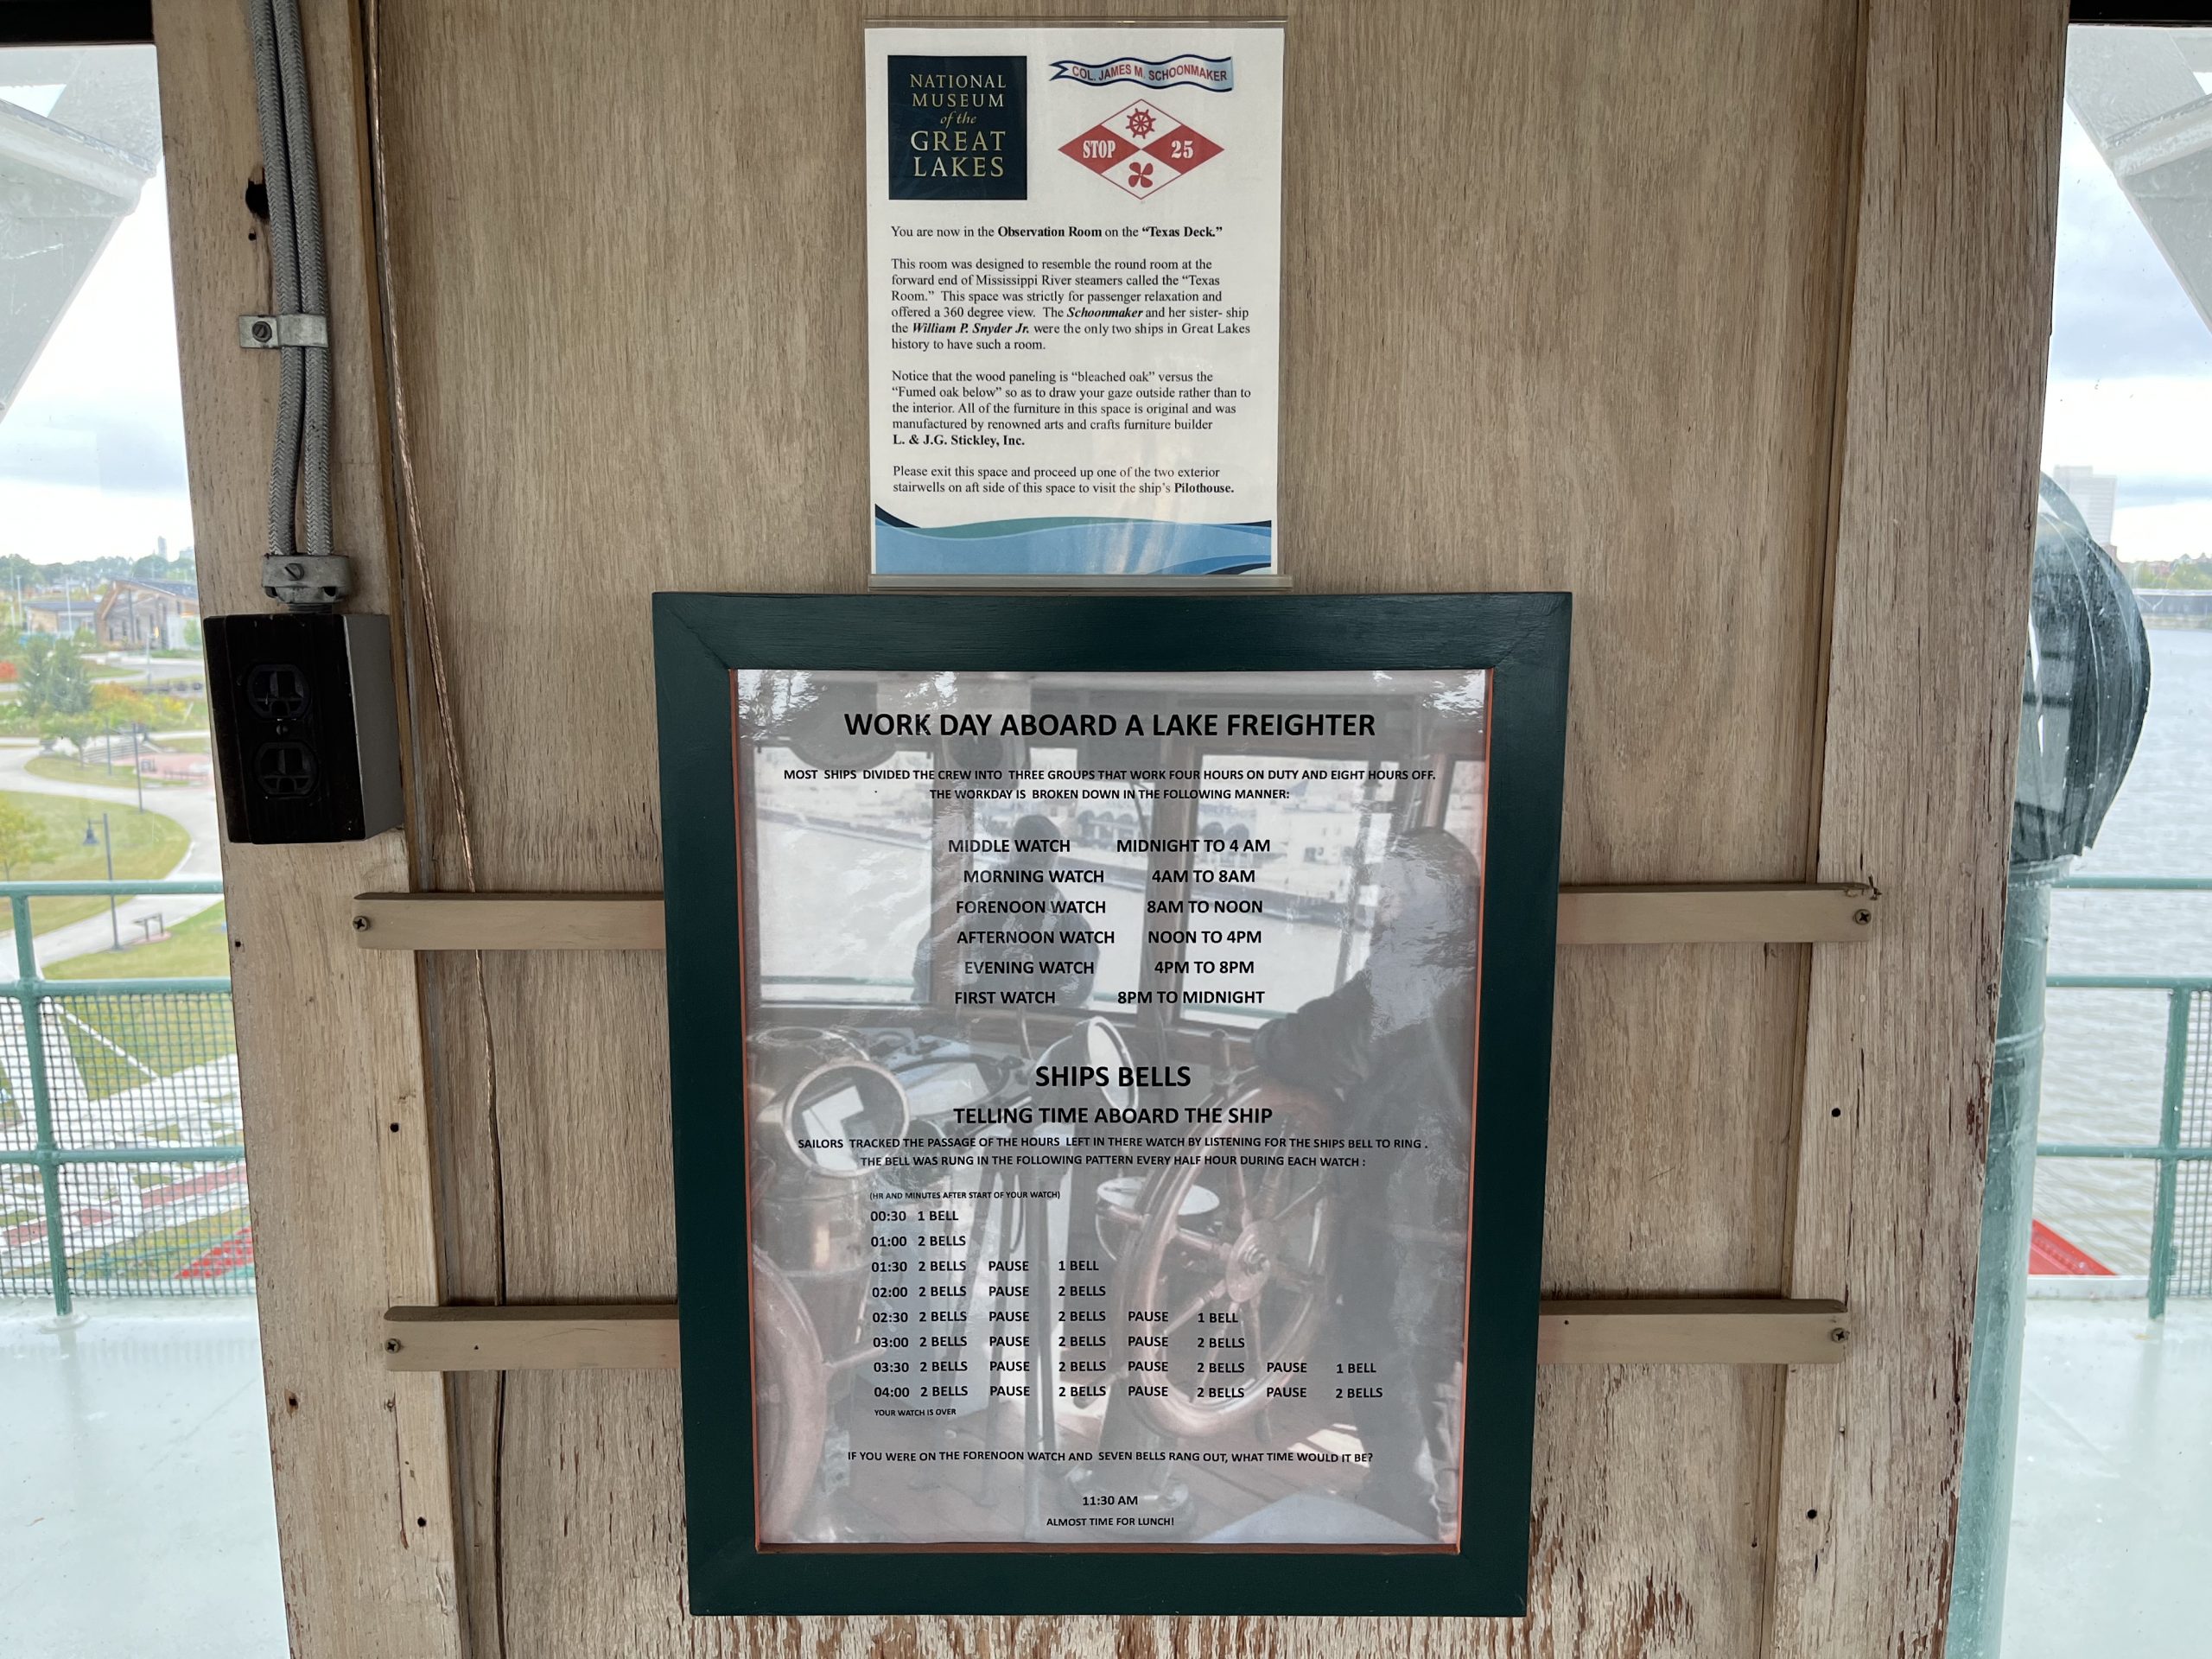 NATIONAL
MUSEUM
of the
GREAT
LAKES
COL. JAMES M. SCHOONMAKER
STOP 25
You are now in the Observation Room on the “Texas Deck.”
This room was designed to resemble the round room at the
forward end of Mississippi River steamers called the “Texas
Room.” This space was strictly for passenger relaxation and
offered a 360 degree view. The Schoonmaker and her sister- ship
the William P. Snyder Jr. were the only two ships in Great Lakes
history to have such a room.
Notice that the wood paneling is “bleached oak” versus the
“Fumed oak below” so as to draw your gaze outside rather than to
the interior. All of the furniture in this space is original and was
manufactured by renowned arts and crafts furniture builder
L. & J.G. Stickley, Inc.
Please exit this space and proceed up one of the two exterior
stairwells on aft side of this space to visit the ship’s Pilothouse.
WORK DAY ABOARD A LAKE FREIGHTER
MOST SHIPS DIVIDED THE CREW INTO THREE GROUPS THAT WORK FOUR HOURS ON DUTY AND EIGHT HOURS OFF.
THE WORKDAY IS BROKEN DOWN IN THE FOLLOWING MANNER:
MIDDLE WATCH MIDNIGHT TO 4 AM
MORNING WATCH 4AM TO 8AM
FORENOON WATCH 8AM TO NOON
AFTERNOON WATCH NOON TO 4PM
EVENING WATCH 4PM TO 8PM
FIRST WATCH 8PM TO MIDNIGHT
SHIPS BELLS
TELLING TIME ABOARD THE SHIP
SAILORS TRACKED THE PASSAGE OF THE HOURS LEFT IN THERE WATCH BY LISTENING FOR THE SHIPS BELL TO RING .
THE BELL WAS RUNG IN THE FOLLOWING PATTERN EVERY HALF HOUR DURING EACH WATCH :
(HR AND MINUTES AFTER START OF YOUR WATCH)
00:30 1 BELL
01:00 2 BELLS
01:30 2 BELLS PAUSE 1 BELL
02:00 2 BELLS PAUSE 2 BELLS
02:30 2 BELLS PAUSE 2 BELLS PAUSE 1 BELL
03:00 2 BELLS PAUSE 2 BELLS PAUSE 2 BELLS
03:30 2 BELLS PAUSE 2 BELLS PAUSE 2 BELLS PAUSE 1 BELL
04:00 2 BELLS PAUSE 2 BELLS PAUSE 2 BELLS PAUSE 2 BELLS
YOUR WATCH IS OVER
IF YOU WERE ON THE FORENOON WATCH AND SEVEN BELLS RANG OUT, WHAT TIME WOULD IT BE?
11:30 AM
ALMOST TIME FOR LUNCH!